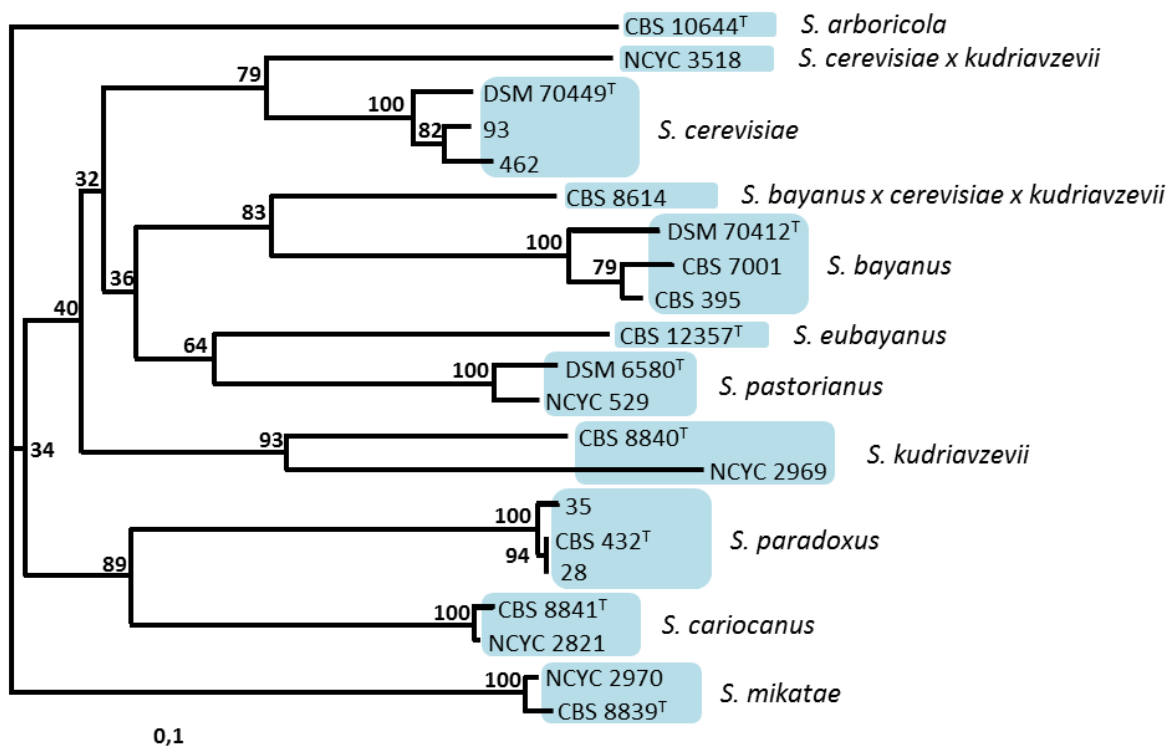 CBS 10644ᵀ S. arboricola
NCYC 3518 S. cerevisiae x kudriavzevii
79
DSM 70449ᵀ
100
93 S. cerevisiae
82
462
32
CBS 8614 S. bayanus x cerevisiae x kudriavzevii
83
DSM 70412ᵀ
100
CBS 7001 S. bayanus
79
36
CBS 395
40
CBS 12357ᵀ S. eubayanus
64
DSM 6580ᵀ
100 S. pastorianus
NCYC 529
CBS 8840ᵀ
93
34 S. kudriavzevii
NCYC 2969
35
100
CBS 432ᵀ S. paradoxus
94
89
28
CBS 8841ᵀ
100 S. cariocanus
NCYC 2821
NCYC 2970
100 S. mikatae
CBS 8839ᵀ
0,1